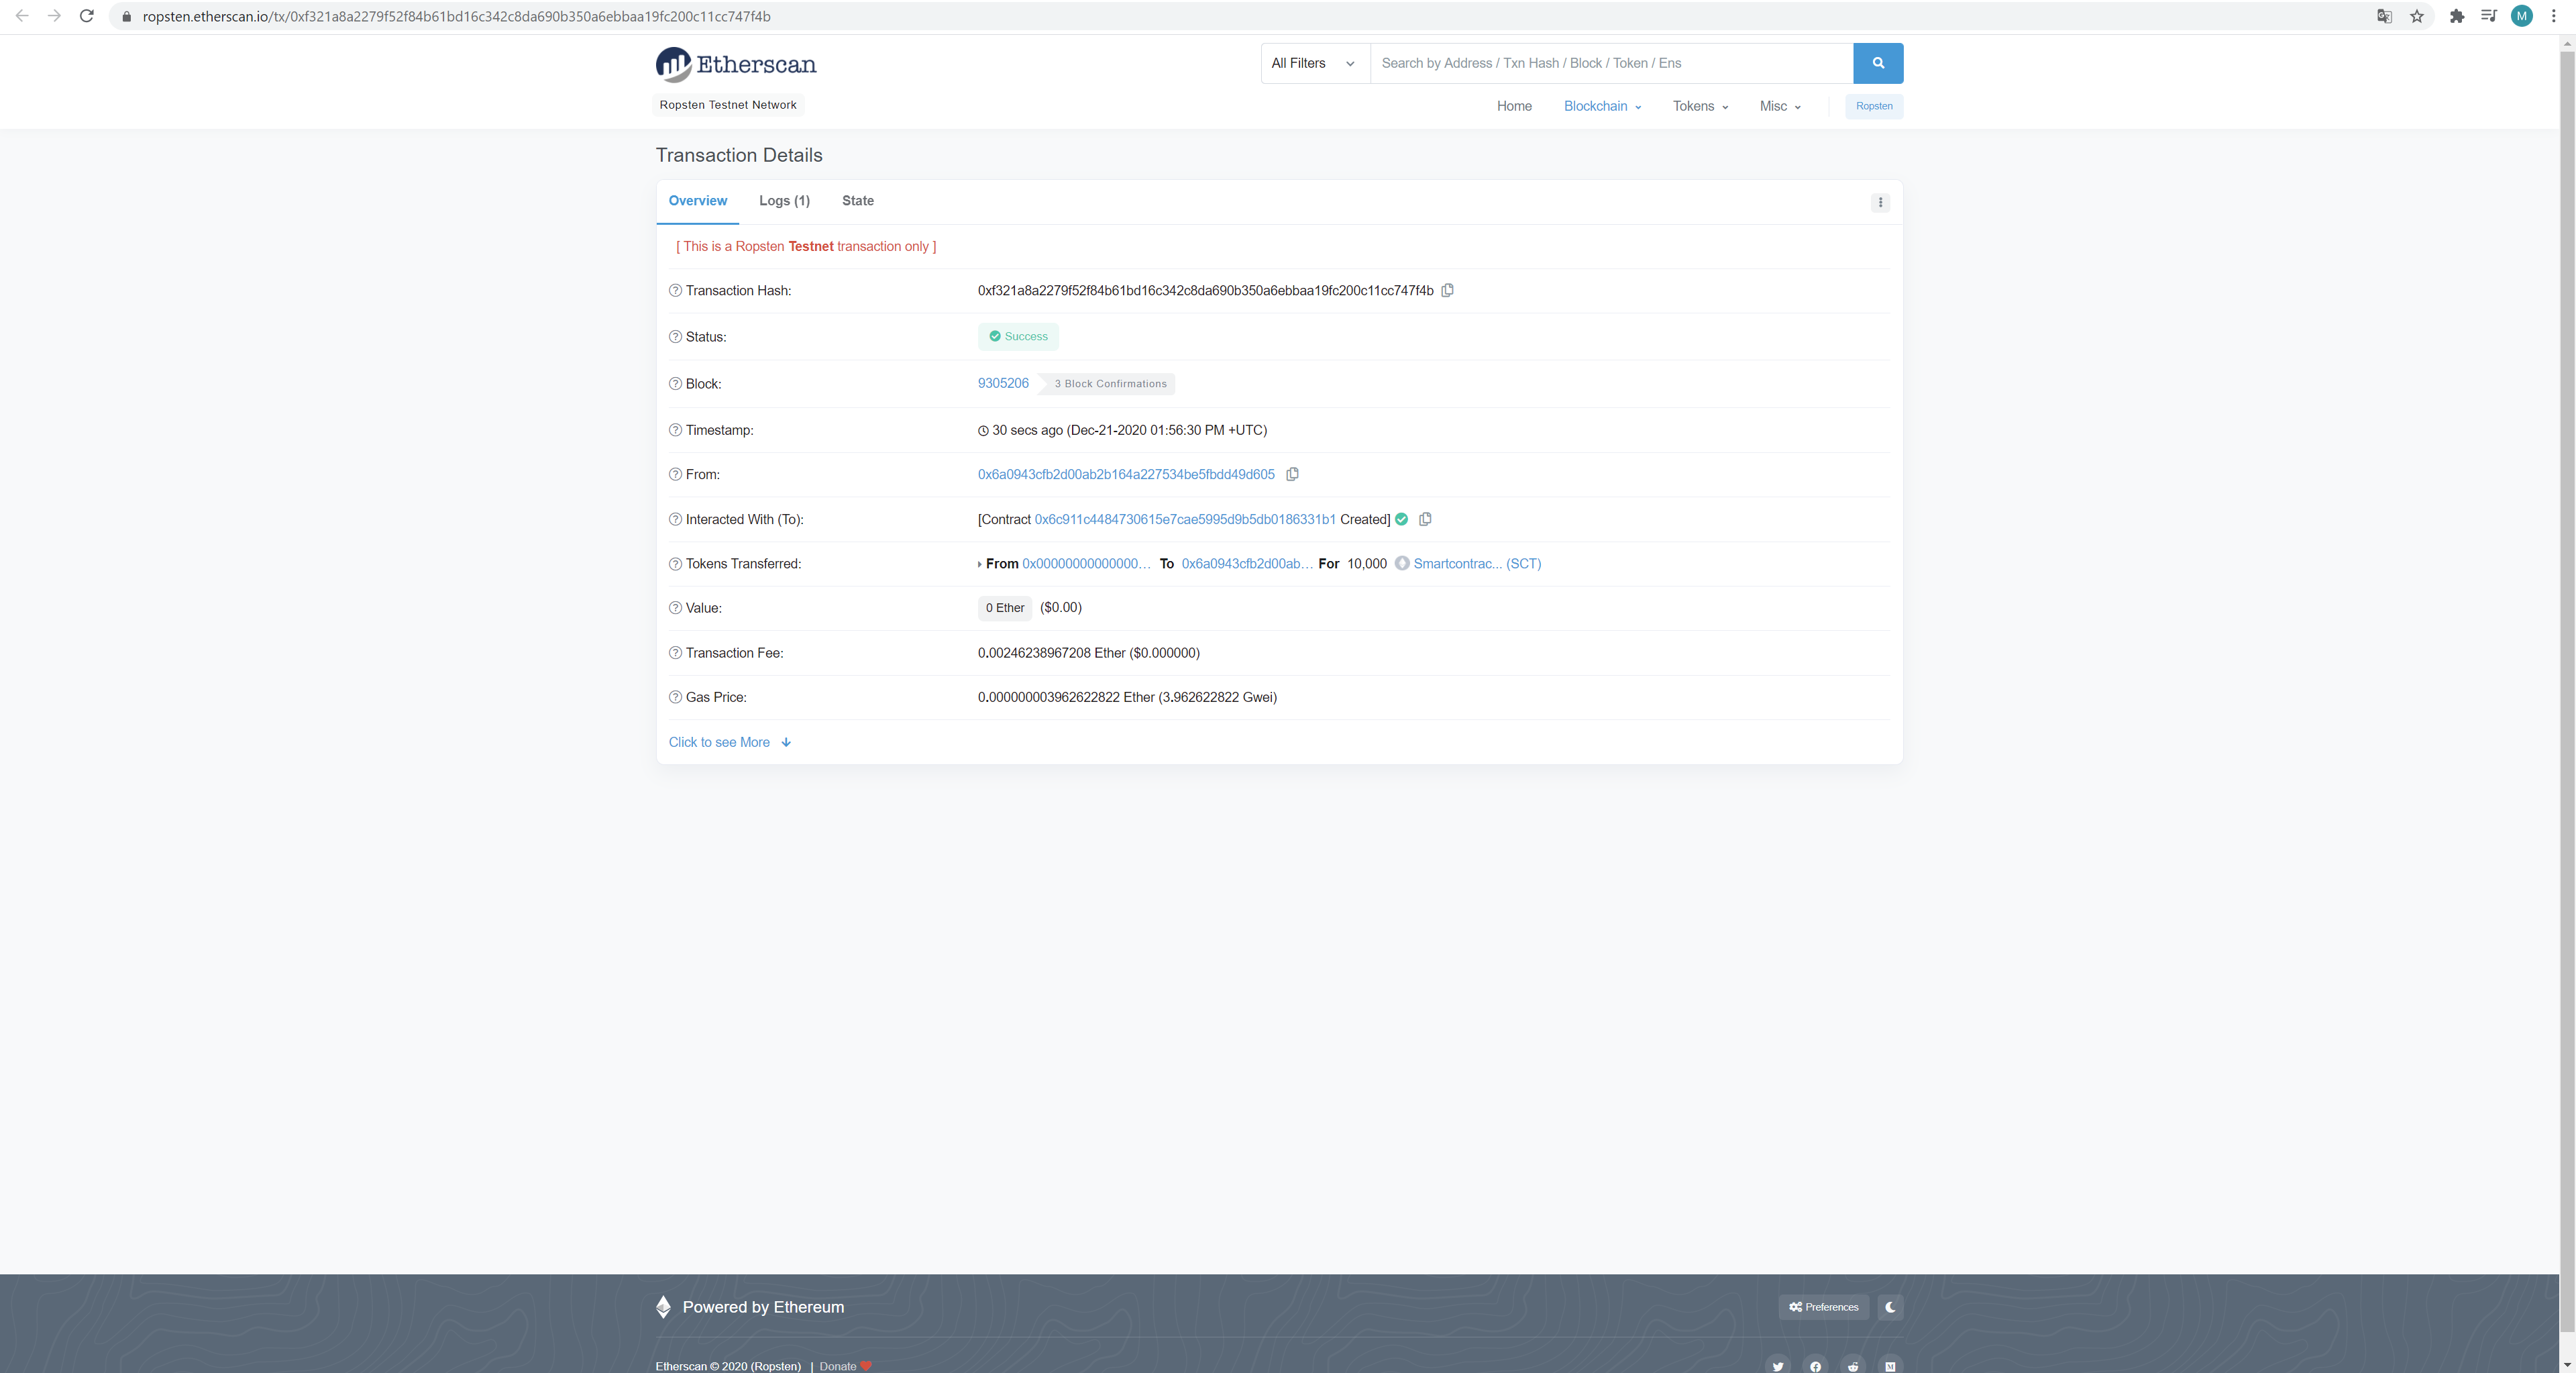 ropsten.etherscan.io/tx/0xf321a8a2279f52f84b61bd16c342c8da690b350a6ebbaa19fc200c11cc747f4b
M
Etherscan
All Filters
Search by Address / Txn Hash / Block / Token / Ens
Ropsten Testnet Network
Home Blockchain Tokens Misc Ropsten
Transaction Details
Overview Logs (1) State
[ This is a Ropsten Testnet transaction only ]
Transaction Hash: 0xf321a8a2279f52f84b61bd16c342c8da690b350a6ebbaa19fc200c11cc747f4b
Status: Success
Block: 9305206 3 Block Confirmations
Timestamp: 30 secs ago (Dec-21-2020 01:56:30 PM +UTC)
From: 0x6a0943cfb2d00ab2b164a227534be5fbdd49d605
Interacted With (To): [Contract 0x6c911c4484730615e7cae5995d9b5db0186331b1 Created]
Tokens Transferred: From 0x00000000000000… To 0x6a0943cfb2d00ab… For 10,000 Smartcontrac... (SCT)
Value: 0 Ether ($0.00)
Transaction Fee: 0.00246238967208 Ether ($0.000000)
Gas Price: 0.000000003962622822 Ether (3.962622822 Gwei)
Click to see More
Powered by Ethereum
Preferences
Etherscan © 2020 (Ropsten) | Donate